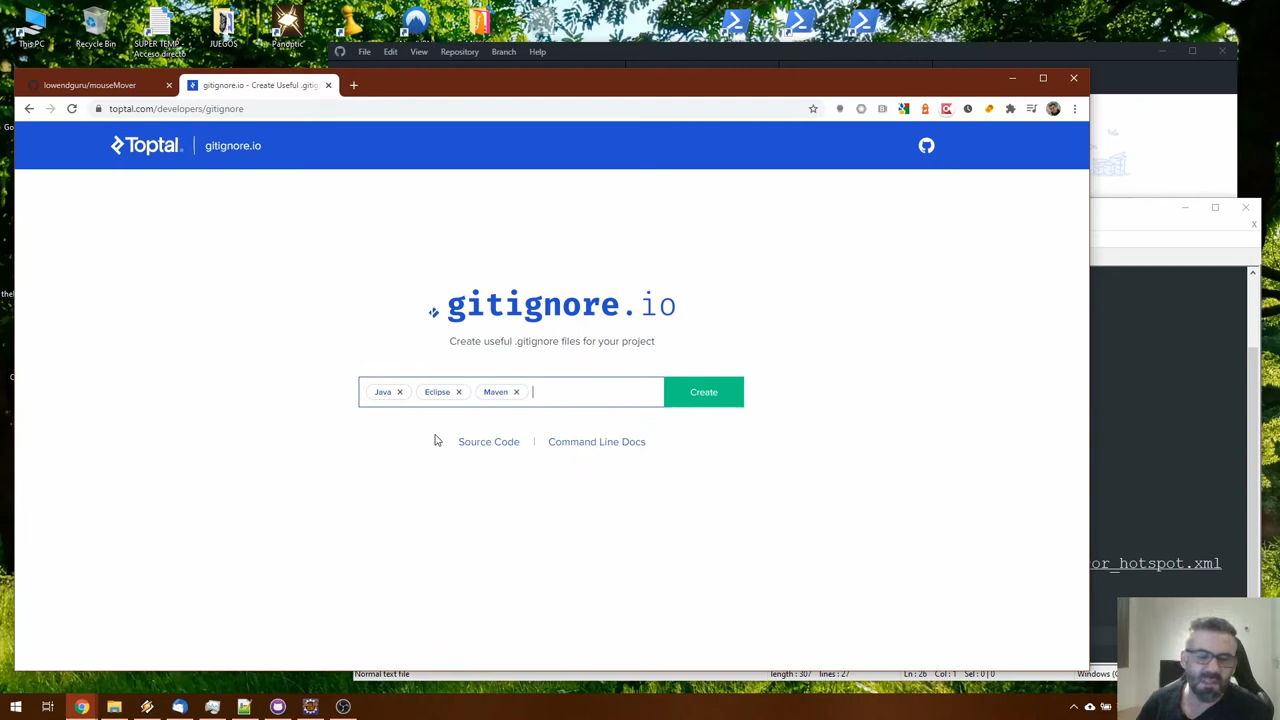 This PC
Recycle Bin
SUPER TEMP - Acceso directo
JUEGOS
Panoptic
File Edit View Repository Branch Help
lowendguru/mouseMover
gitignore.io - Create Useful .gitig
toptal.com/developers/gitignore
Toptal
gitignore.io
gitignore.io
Create useful .gitignore files for your project
Java
Eclipse
Maven
Create
Source Code
Command Line Docs
or_hotspot.xml
Normal text file
length : 307 lines : 27
Ln : 26 Col : 1 Sel : 0 | 0
Windows (